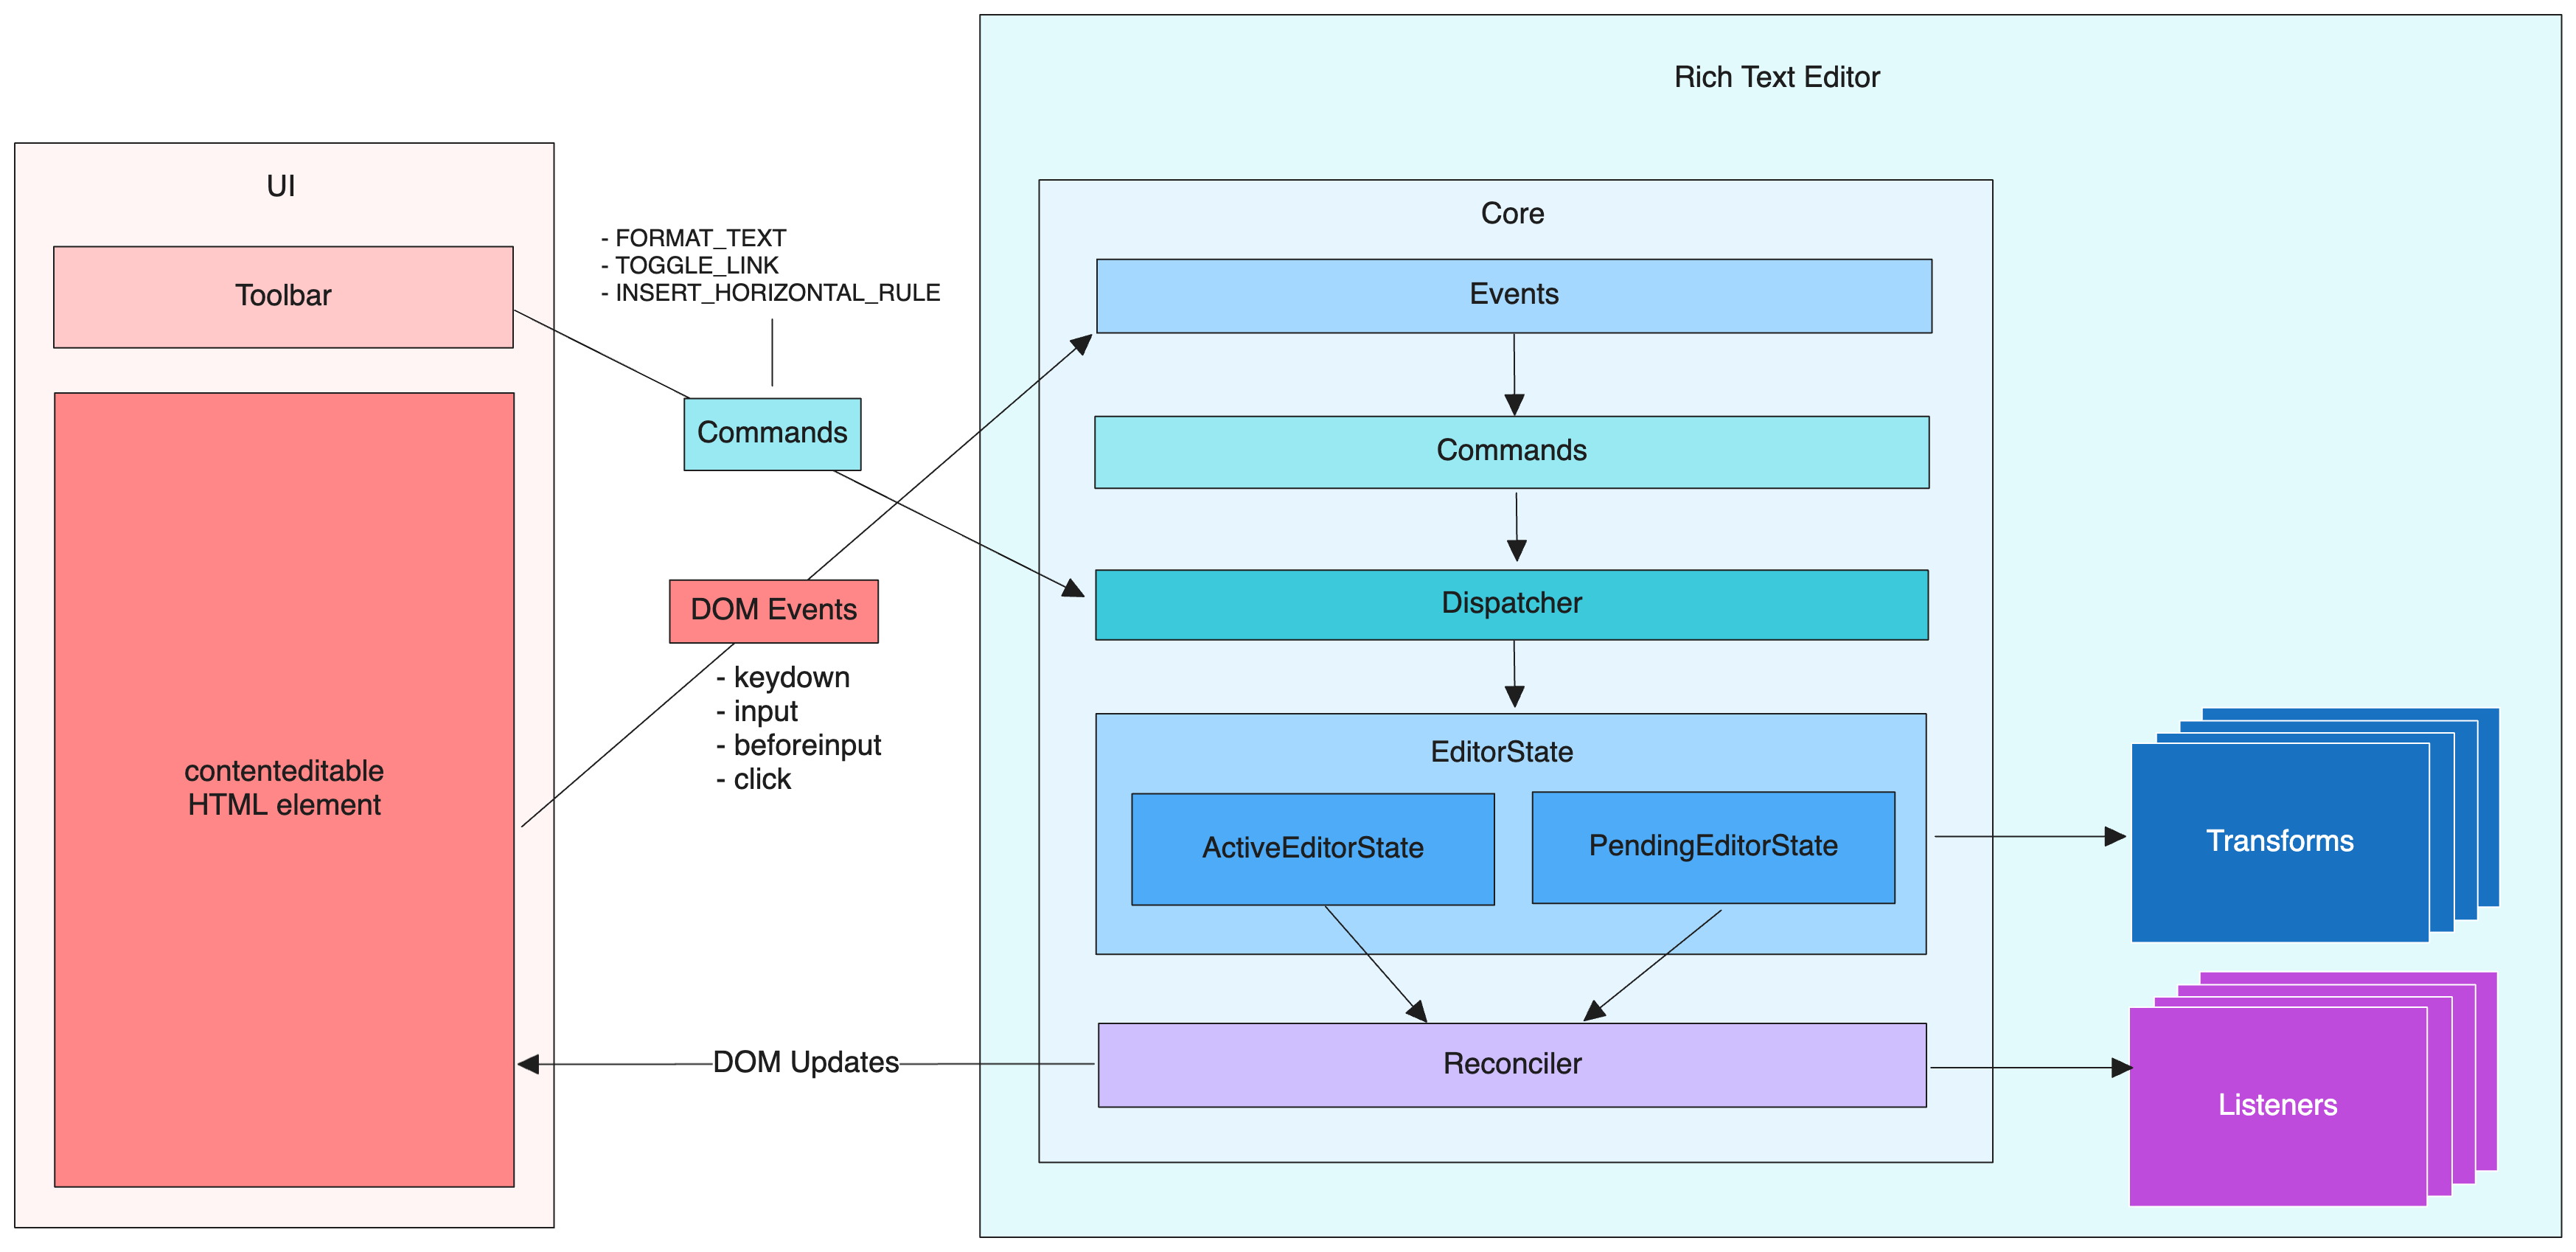 UI
Toolbar
contenteditable
HTML element
- FORMAT_TEXT
- TOGGLE_LINK
- INSERT_HORIZONTAL_RULE
Commands
DOM Events
- keydown
- input
- beforeinput
- click
DOM Updates
Rich Text Editor
Core
Events
Commands
Dispatcher
EditorState
ActiveEditorState
PendingEditorState
Reconciler
Transforms
Listeners